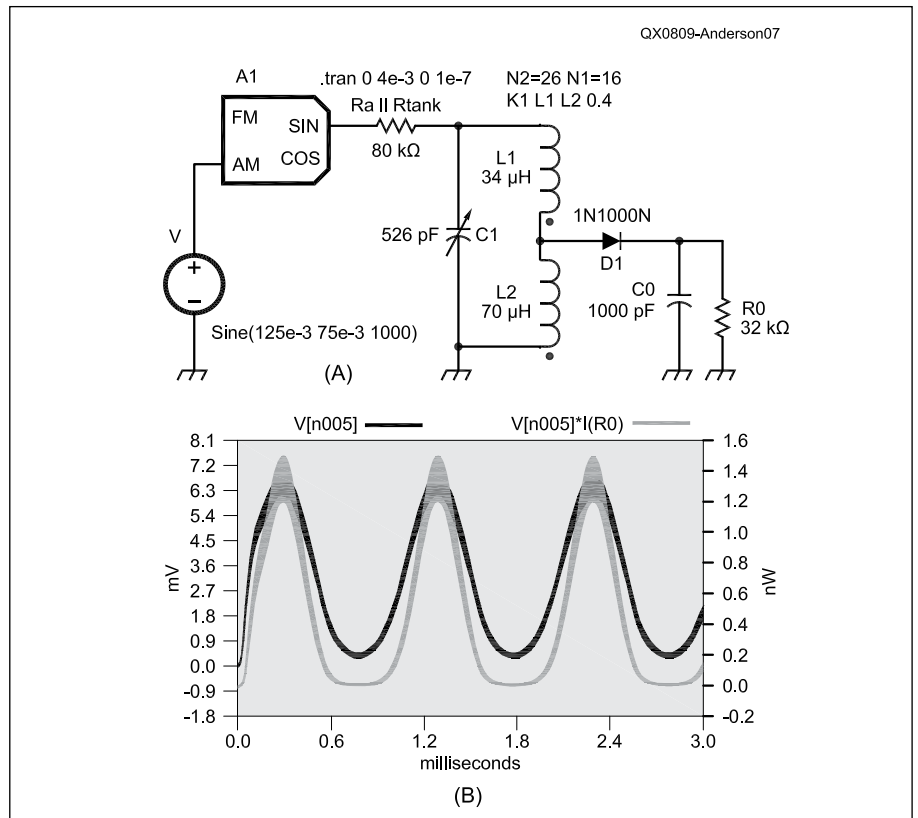 QX0809-Anderson07
A1
.tran 0 4e-3 0 1e-7
N2=26 N1=16
K1 L1 L2 0.4
FM
SIN
AM
COS
Ra II Rtank
80 kΩ
L1
34 µH
1N1000N
D1
526 pF
C1
V
+
–
L2
70 µH
C0
1000 pF
R0
32 kΩ
Sine(125e-3 75e-3 1000)
(A)
V[n005]
V[n005]*I(R0)
8.1
7.2
6.3
5.4
4.5
3.6
2.7
1.8
0.9
0.0
-0.9
-1.8
mV
1.6
1.4
1.2
1.0
0.8
0.6
0.4
0.2
0.0
-0.2
nW
0.0
0.6
1.2
1.8
2.4
3.0
milliseconds
(B)